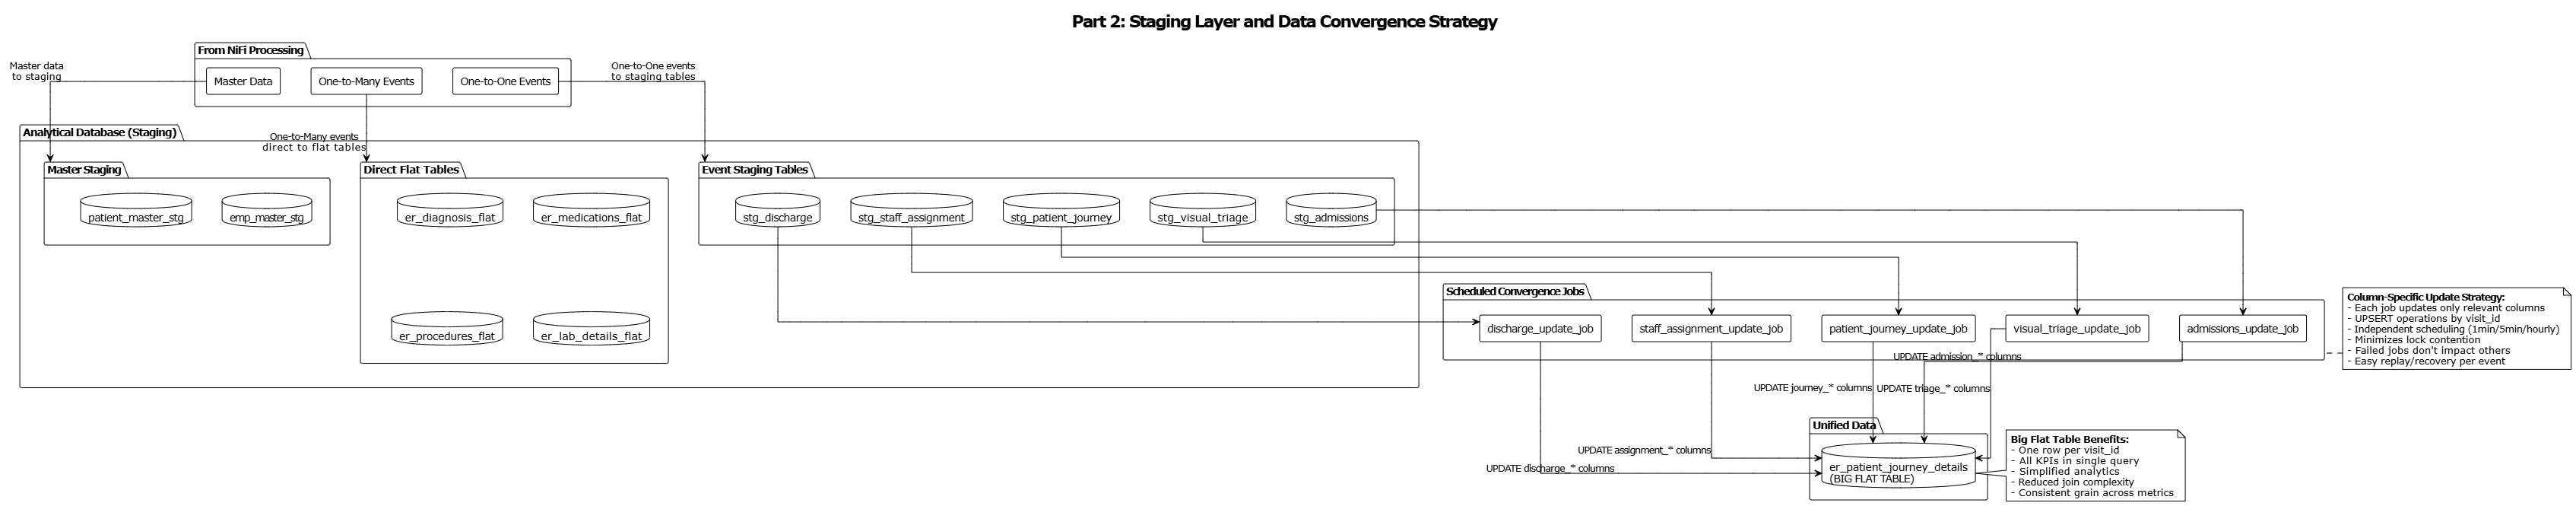 Part 2: Staging Layer and Data Convergence Strategy
From NiFi Processing
Master Data
One-to-Many Events
One-to-One Events
Master data
to staging
One-to-One events
to staging tables
One-to-Many events
direct to flat tables
Analytical Database (Staging)
Master Staging
patient_master_stg
emp_master_stg
Direct Flat Tables
er_diagnosis_flat
er_medications_flat
er_procedures_flat
er_lab_details_flat
Event Staging Tables
stg_discharge
stg_staff_assignment
stg_patient_journey
stg_visual_triage
stg_admissions
Scheduled Convergence Jobs
discharge_update_job
staff_assignment_update_job
patient_journey_update_job
visual_triage_update_job
admissions_update_job
Column-Specific Update Strategy:
- Each job updates only relevant columns
- UPSERT operations by visit_id
- Independent scheduling (1min/5min/hourly)
- Minimizes lock contention
- Failed jobs don't impact others
- Easy replay/recovery per event
UPDATE admission_* columns
UPDATE journey_* columns
UPDATE triage_* columns
UPDATE assignment_* columns
UPDATE discharge_* columns
Unified Data
er_patient_journey_details
(BIG FLAT TABLE)
Big Flat Table Benefits:
- One row per visit_id
- All KPIs in single query
- Simplified analytics
- Reduced join complexity
- Consistent grain across metrics